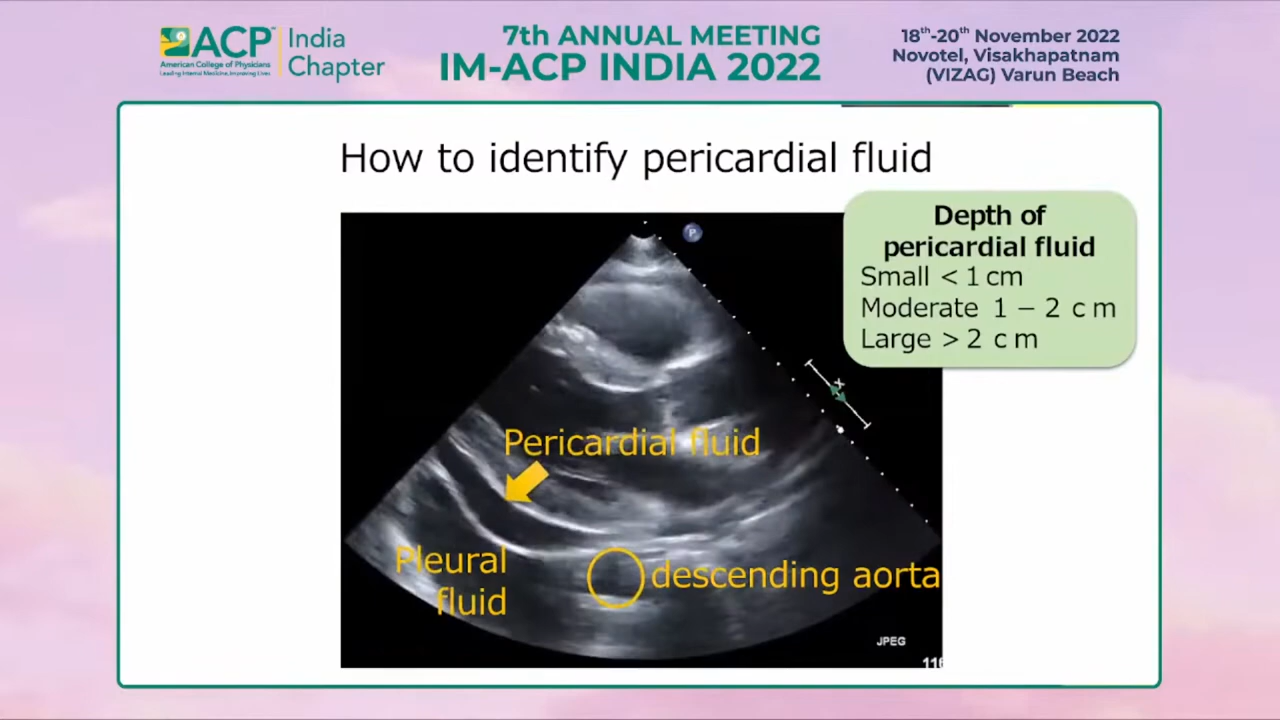 ACP
American College of Physicians
Leading Internal Medicine, Improving Lives
India
Chapter
7th ANNUAL MEETING
IM-ACP INDIA 2022
18th-20th November 2022
Novotel, Visakhapatnam
(VIZAG) Varun Beach
How to identify pericardial fluid
P
Depth of
pericardial fluid
Small < 1 cm
Moderate 1 – 2 c m
Large > 2 c m
x
Pericardial fluid
Pleural
fluid
descending aorta
JPEG